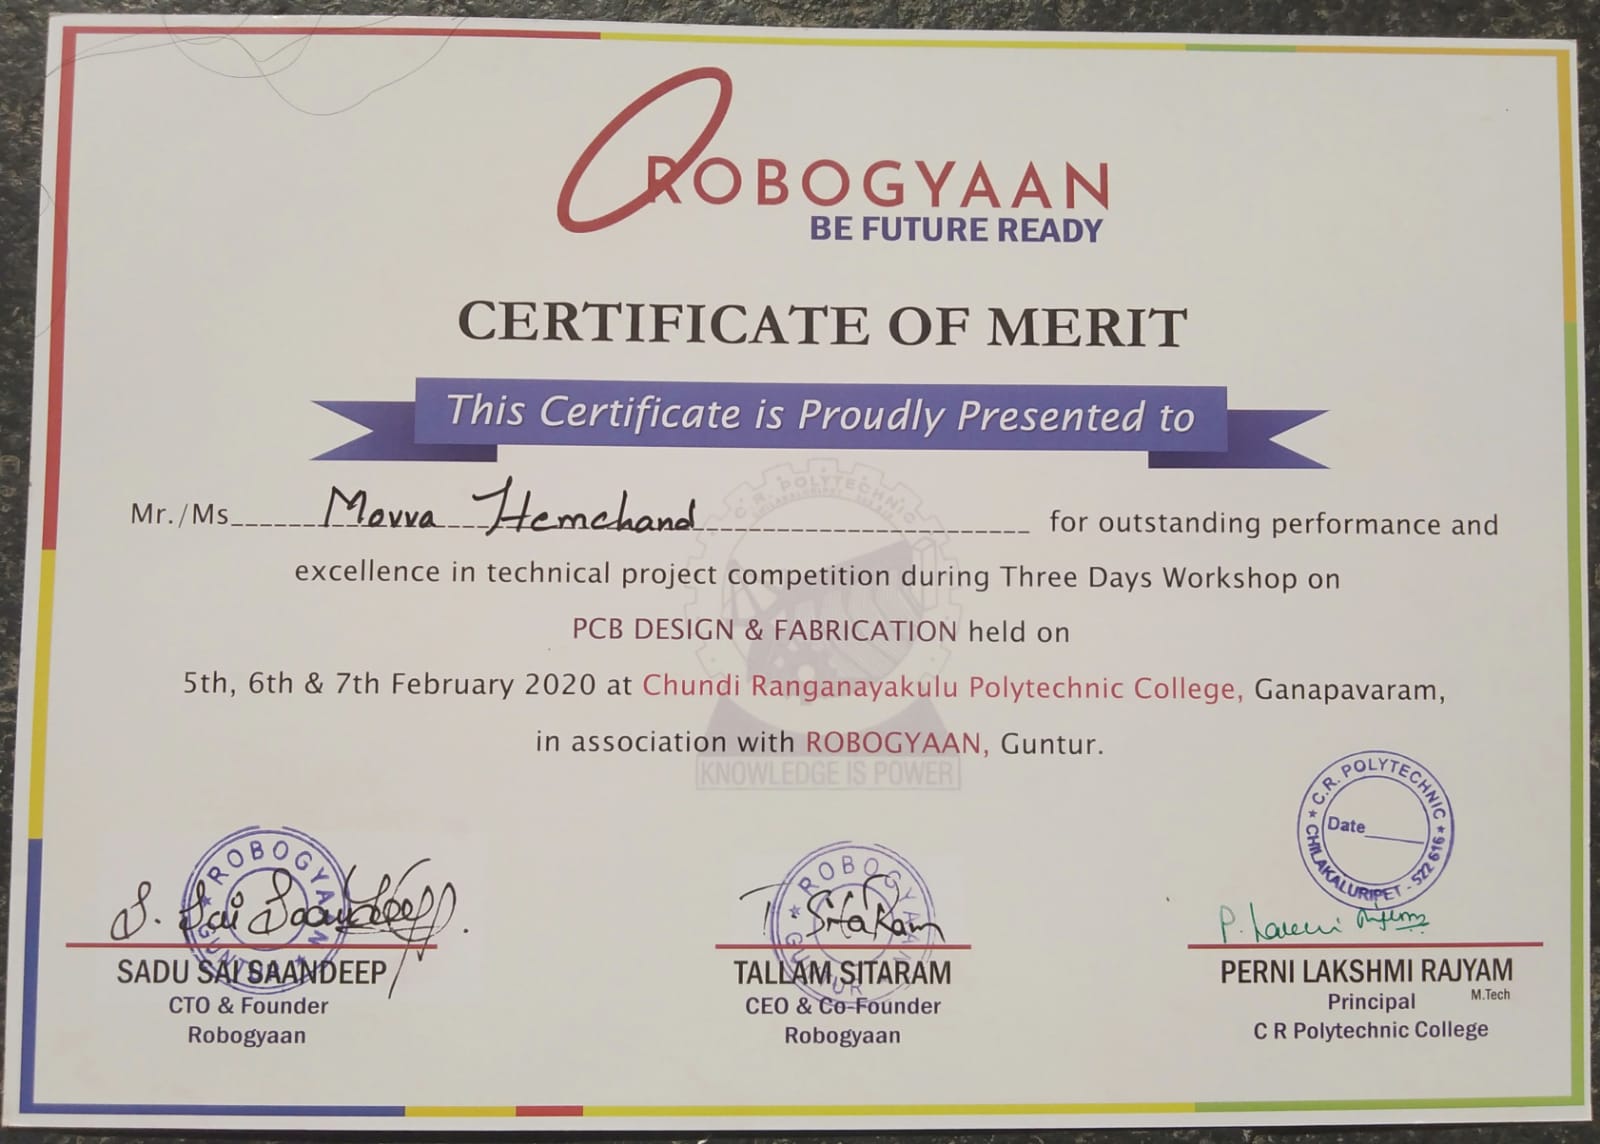 ROBOGYAAN
BE FUTURE READY
CERTIFICATE OF MERIT
This Certificate is Proudly Presented to
Mr./Ms Movva Hemchand for outstanding performance and
excellence in technical project competition during Three Days Workshop on
PCB DESIGN & FABRICATION held on
5th, 6th & 7th February 2020 at Chundi Ranganayakulu Polytechnic College, Ganapavaram,
in association with ROBOGYAAN, Guntur.
C.R. POLYTECHNIC
KNOWLEDGE IS POWER
ROBOGYAAN
GUNTUR
S. Sai Saandeep
SADU SAI SAANDEEP
CTO & Founder
Robogyaan
ROBOGYAAN
GUNTUR
T. SitaRam
TALLAM SITARAM
CEO & Co-Founder
Robogyaan
C.R. POLYTECHNIC
Date
CHILAKALURIPET - 522 616
PERNI LAKSHMI RAJYAM
M.Tech
Principal
C R Polytechnic College